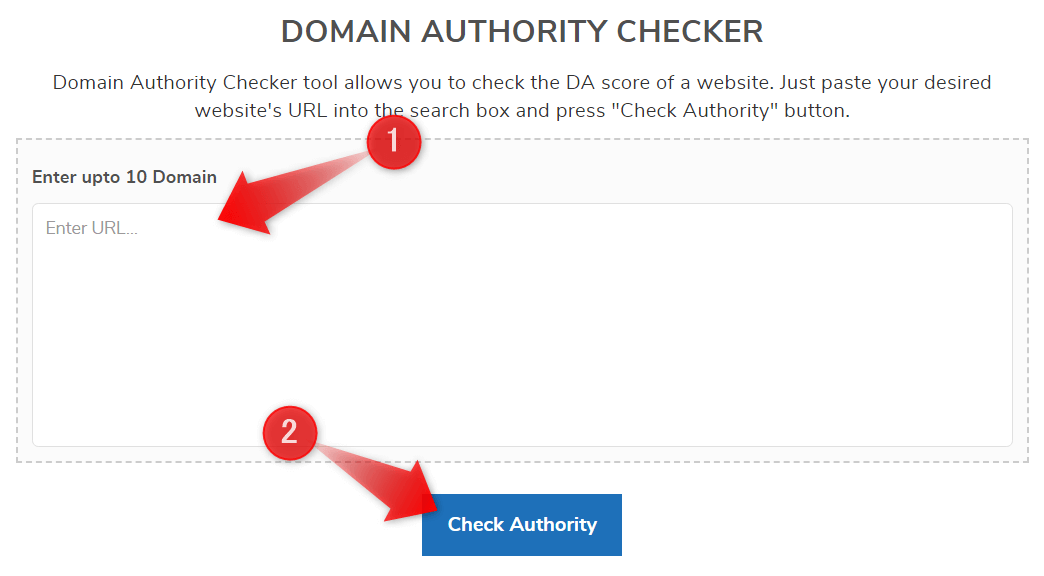 DOMAIN AUTHORITY CHECKER
Domain Authority Checker tool allows you to check the DA score of a website. Just paste your desired
website's URL into the search box and press "Check Authority" button.
1
Enter upto 10 Domain
Enter URL...
2
Check Authority